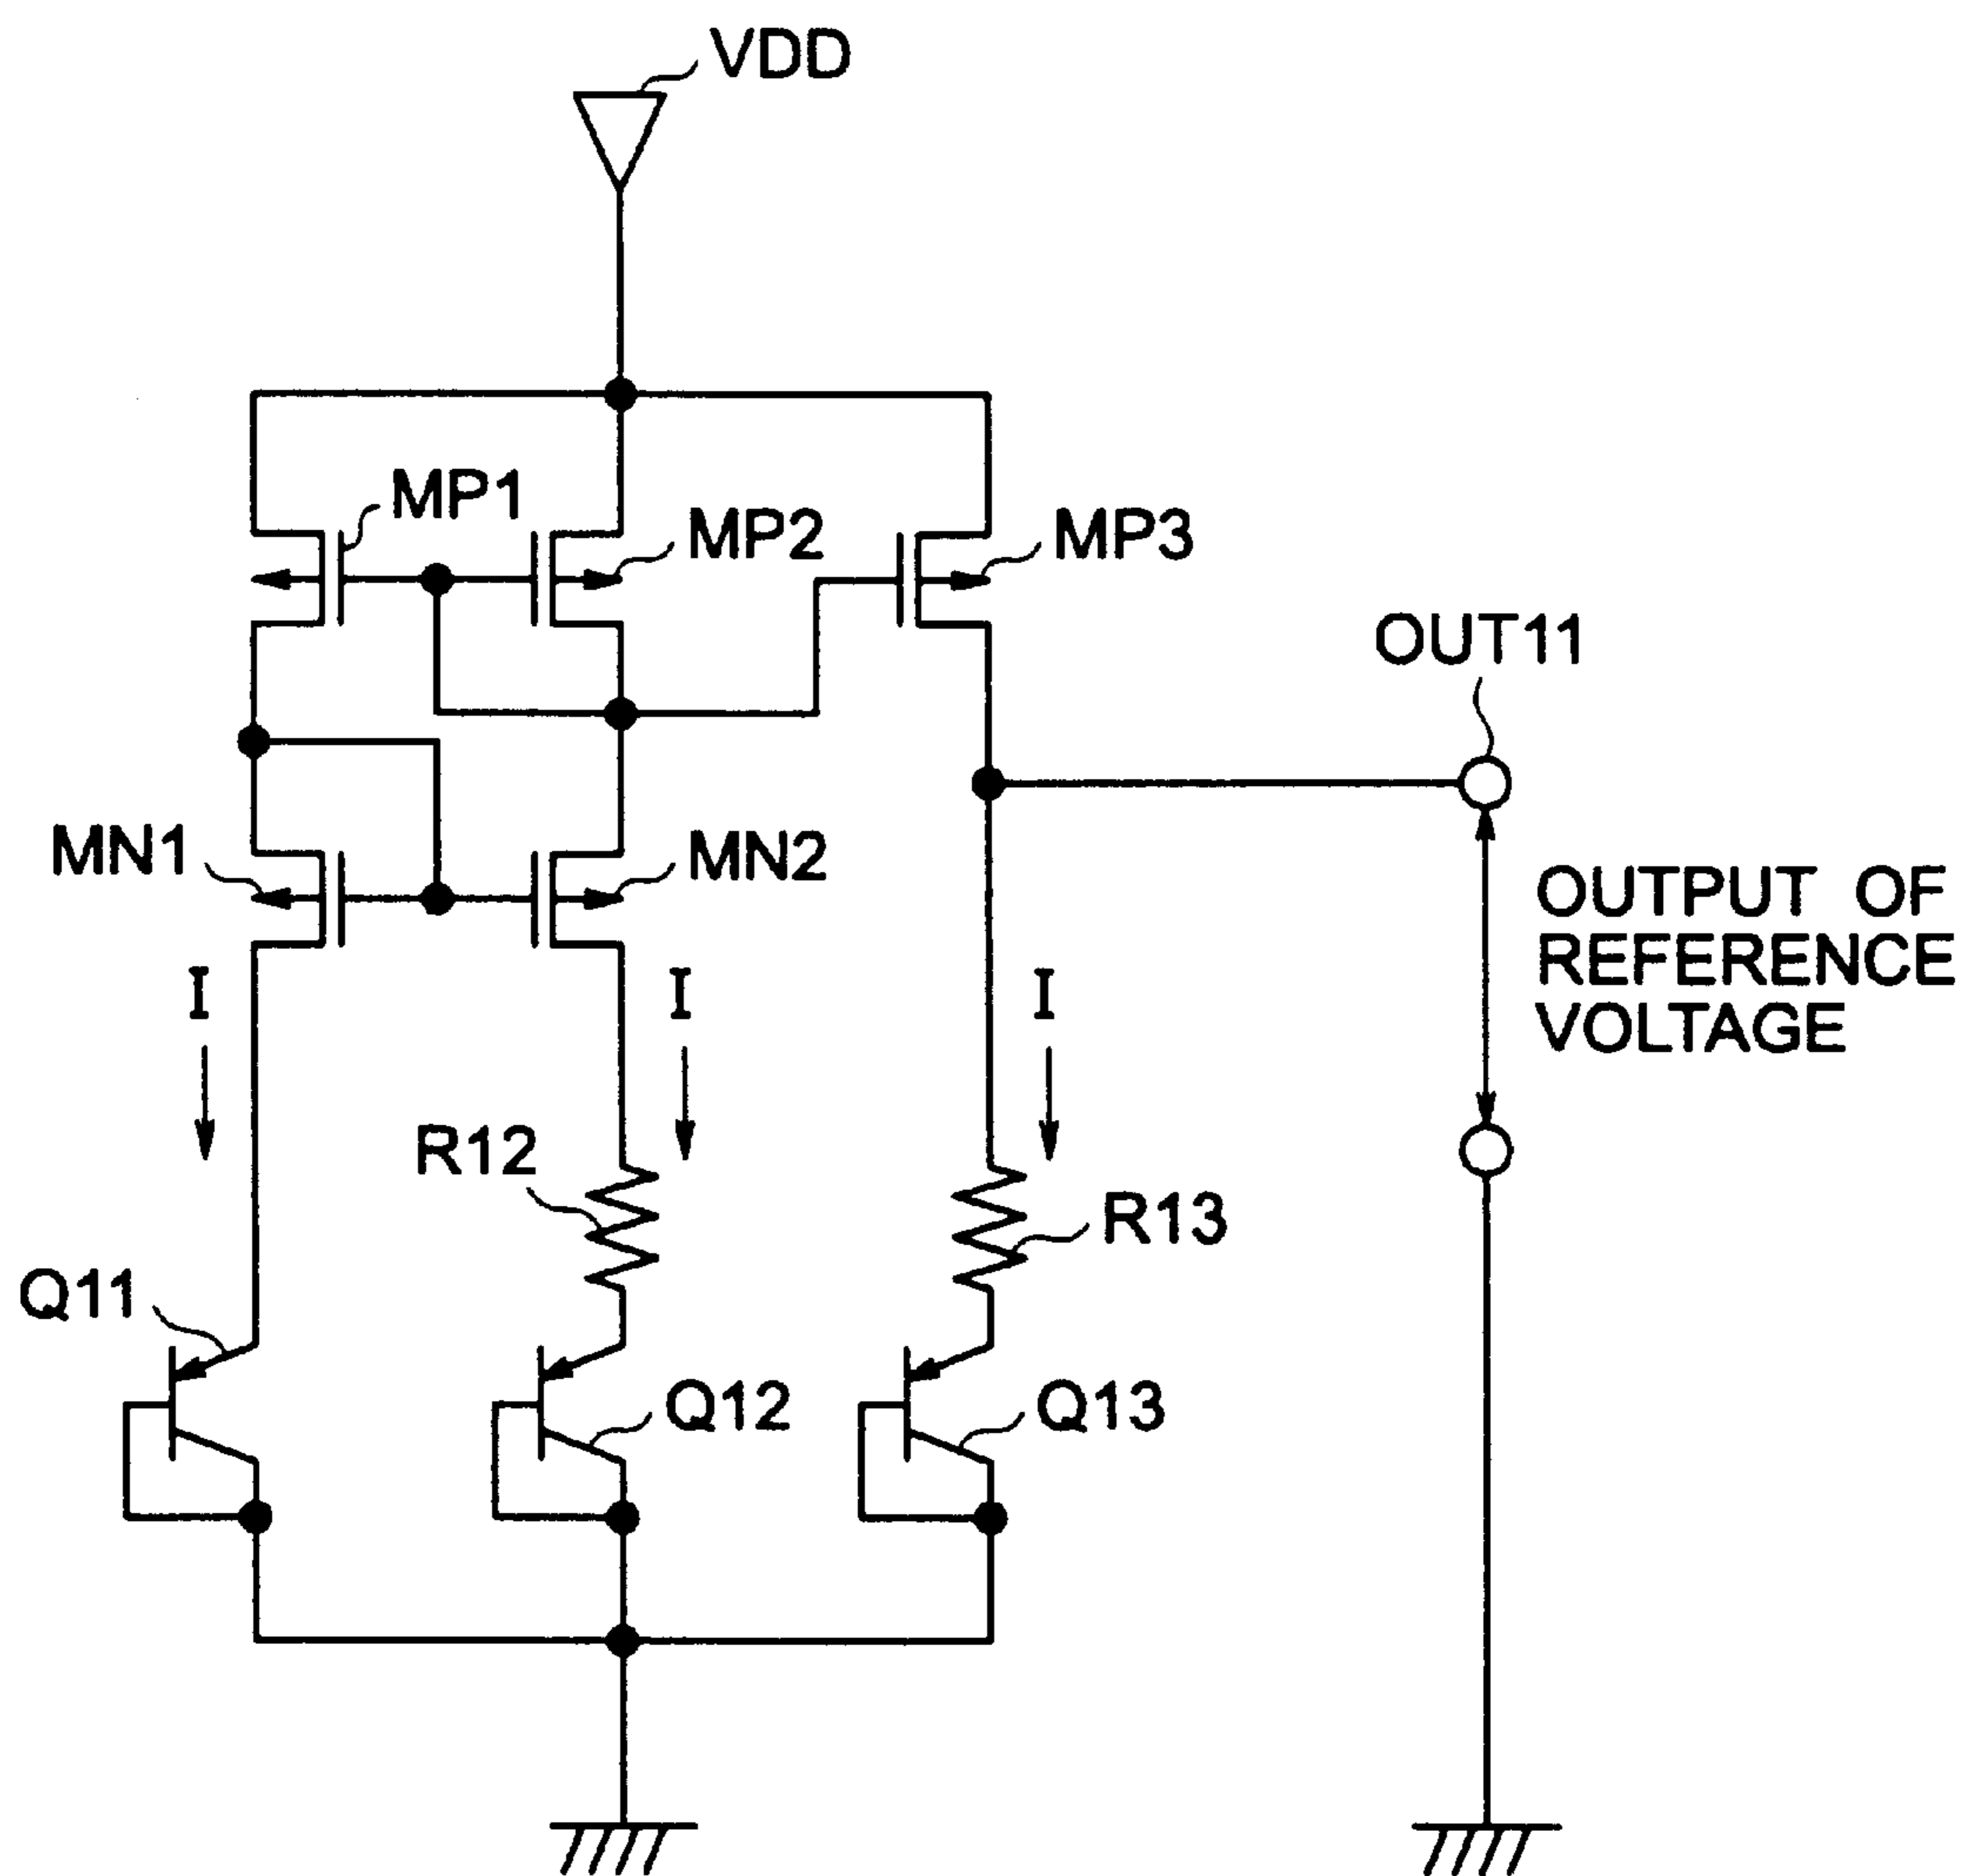 VDD
MP1
MP2
MP3
OUT11
MN1
MN2
OUTPUT OF
REFERENCE
VOLTAGE
I
I
I
R12
R13
Q11
Q12
Q13